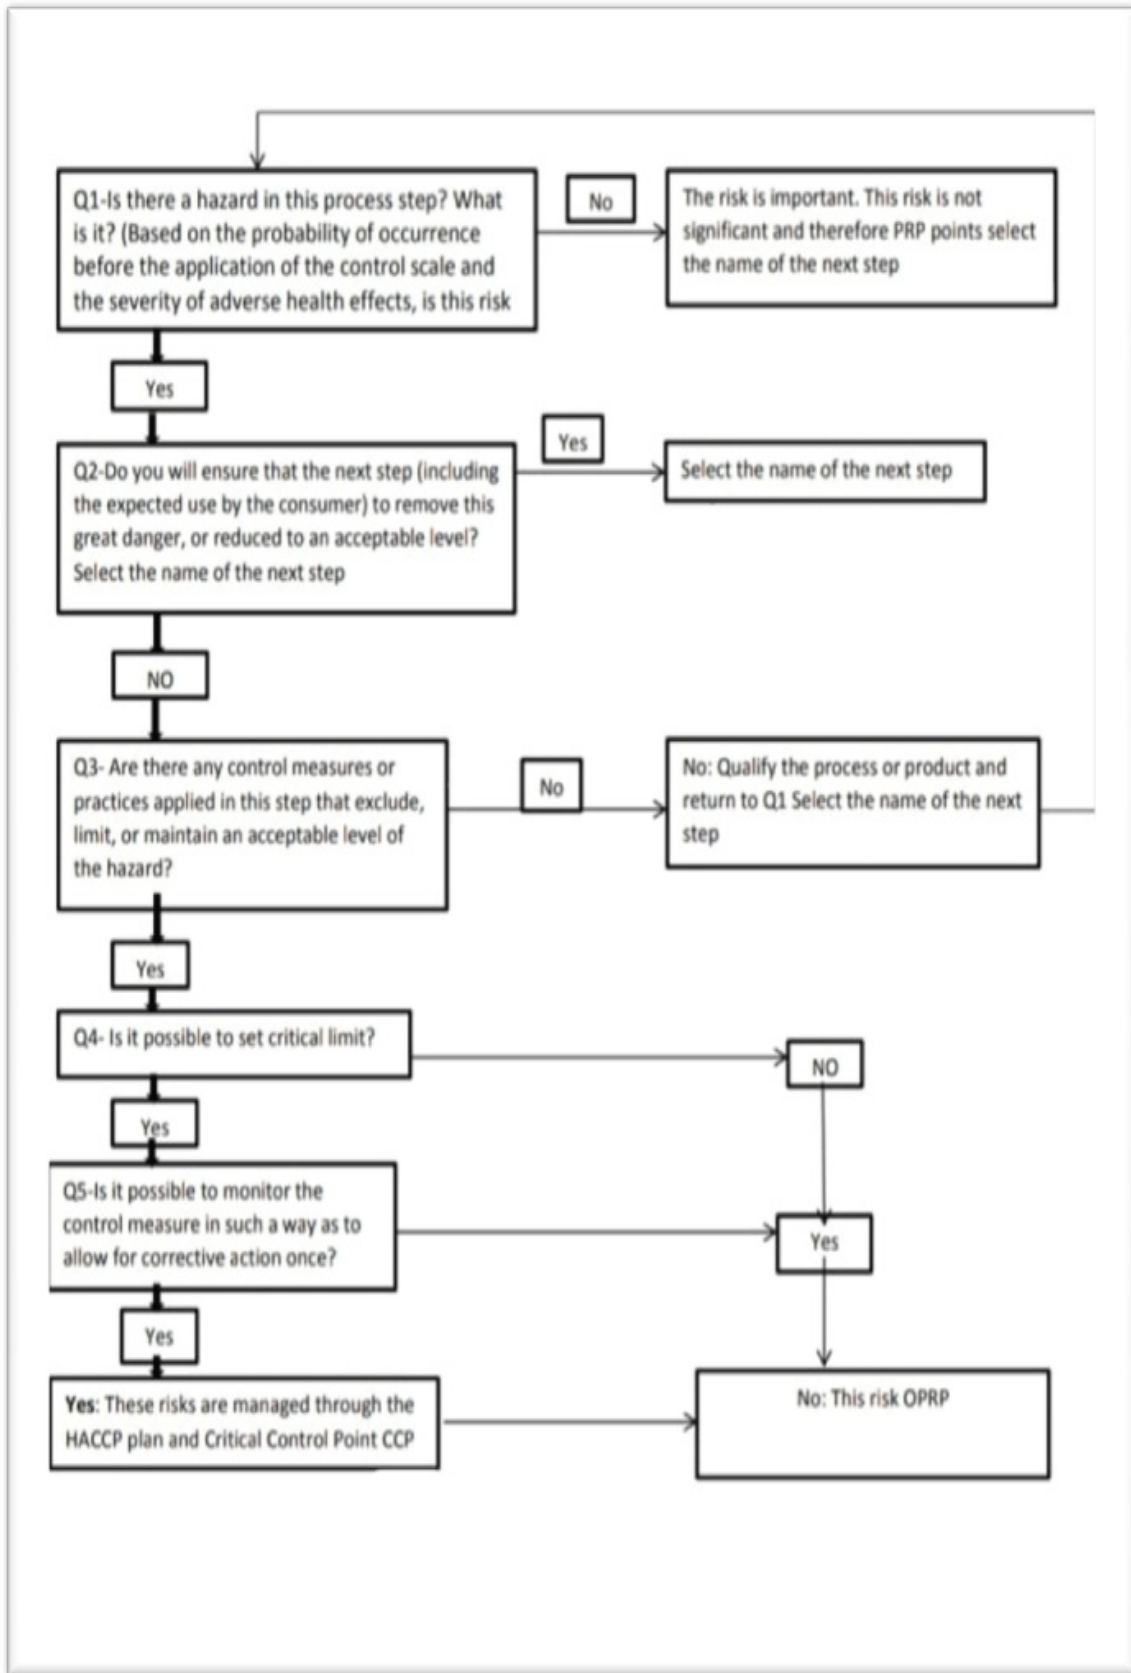 Q1-Is there a hazard in this process step? What
is it? (Based on the probability of occurrence
before the application of the control scale and
the severity of adverse health effects, is this risk
No
The risk is important. This risk is not
significant and therefore PRP points select
the name of the next step
Yes
Q2-Do you will ensure that the next step (including
the expected use by the consumer) to remove this
great danger, or reduced to an acceptable level?
Select the name of the next step
Yes
Select the name of the next step
NO
Q3- Are there any control measures or
practices applied in this step that exclude,
limit, or maintain an acceptable level of
the hazard?
No
No: Qualify the process or product and
return to Q1 Select the name of the next
step
Yes
Q4- Is it possible to set critical limit?
NO
Yes
Q5-Is it possible to monitor the
control measure in such a way as to
allow for corrective action once?
Yes
Yes
Yes: These risks are managed through the
HACCP plan and Critical Control Point CCP
No: This risk OPRP